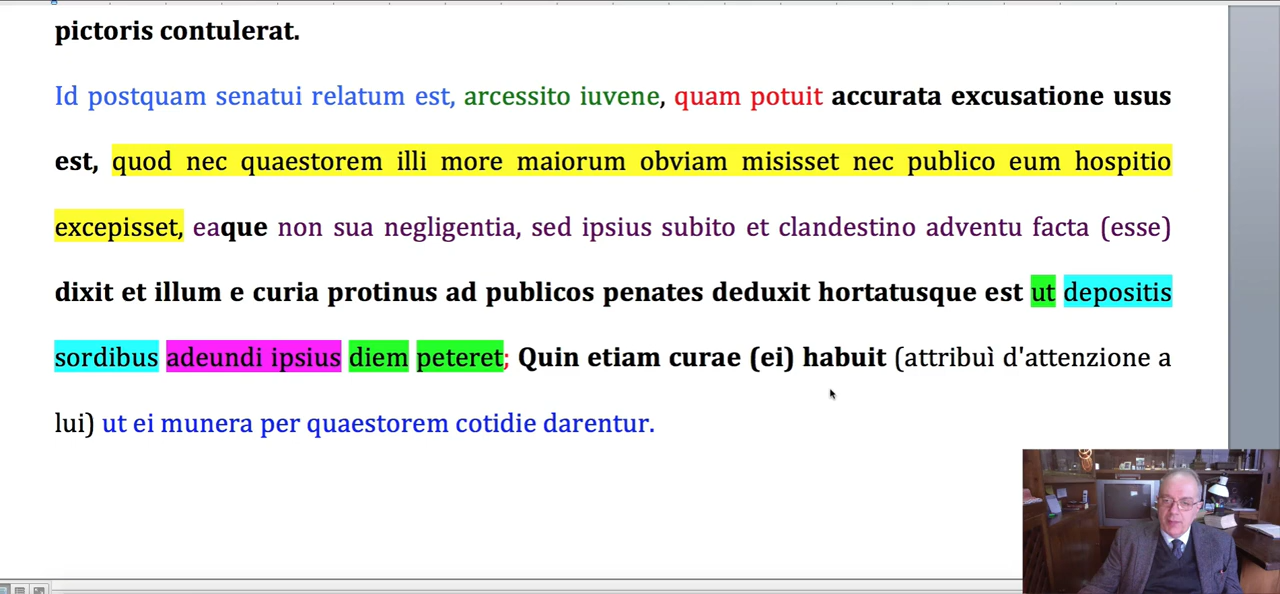 pictoris contulerat.
Id postquam senatui relatum est, arcessito iuvene, quam potuit accurata excusatione usus
est, quod nec quaestorem illi more maiorum obviam misisset nec publico eum hospitio
excepisset, eaque non sua negligentia, sed ipsius subito et clandestino adventu facta (esse)
dixit et illum e curia protinus ad publicos penates deduxit hortatusque est ut depositis
sordibus adeundi ipsius diem peteret; Quin etiam curae (ei) habuit (attribuì d'attenzione a
lui) ut ei munera per quaestorem cotidie darentur.